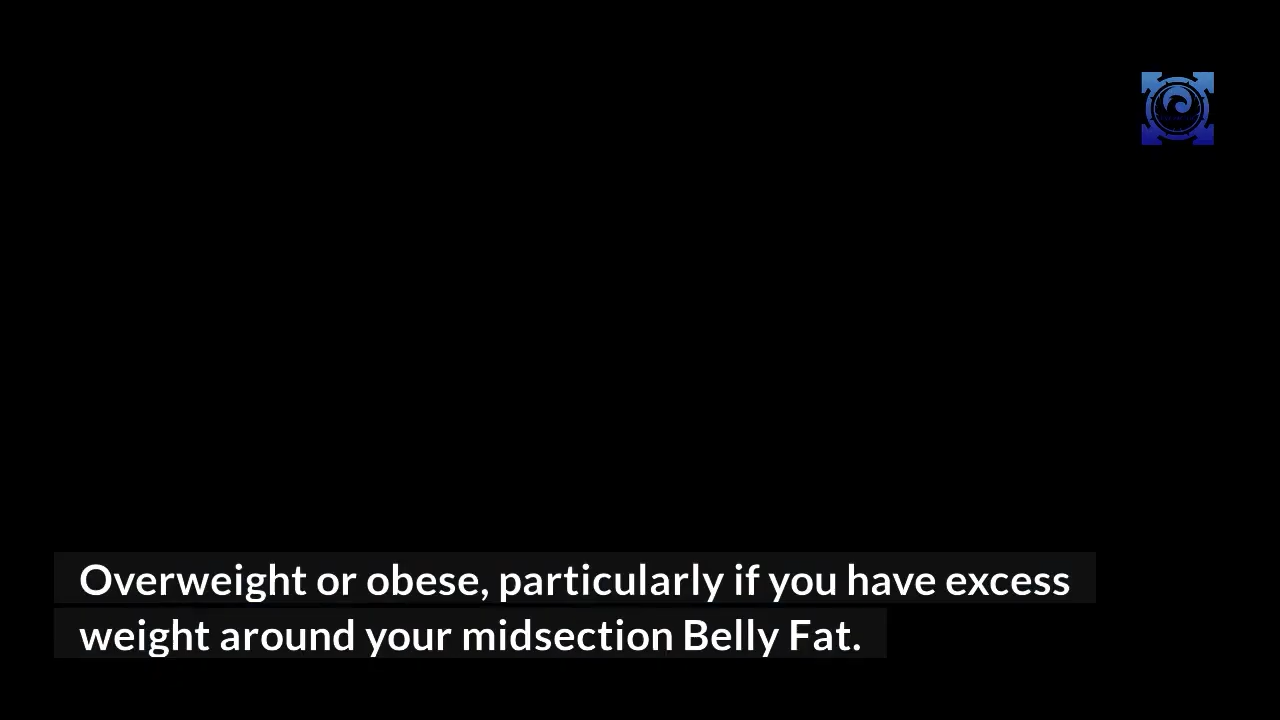 Overweight or obese, particularly if you have excess
weight around your midsection Belly Fat.